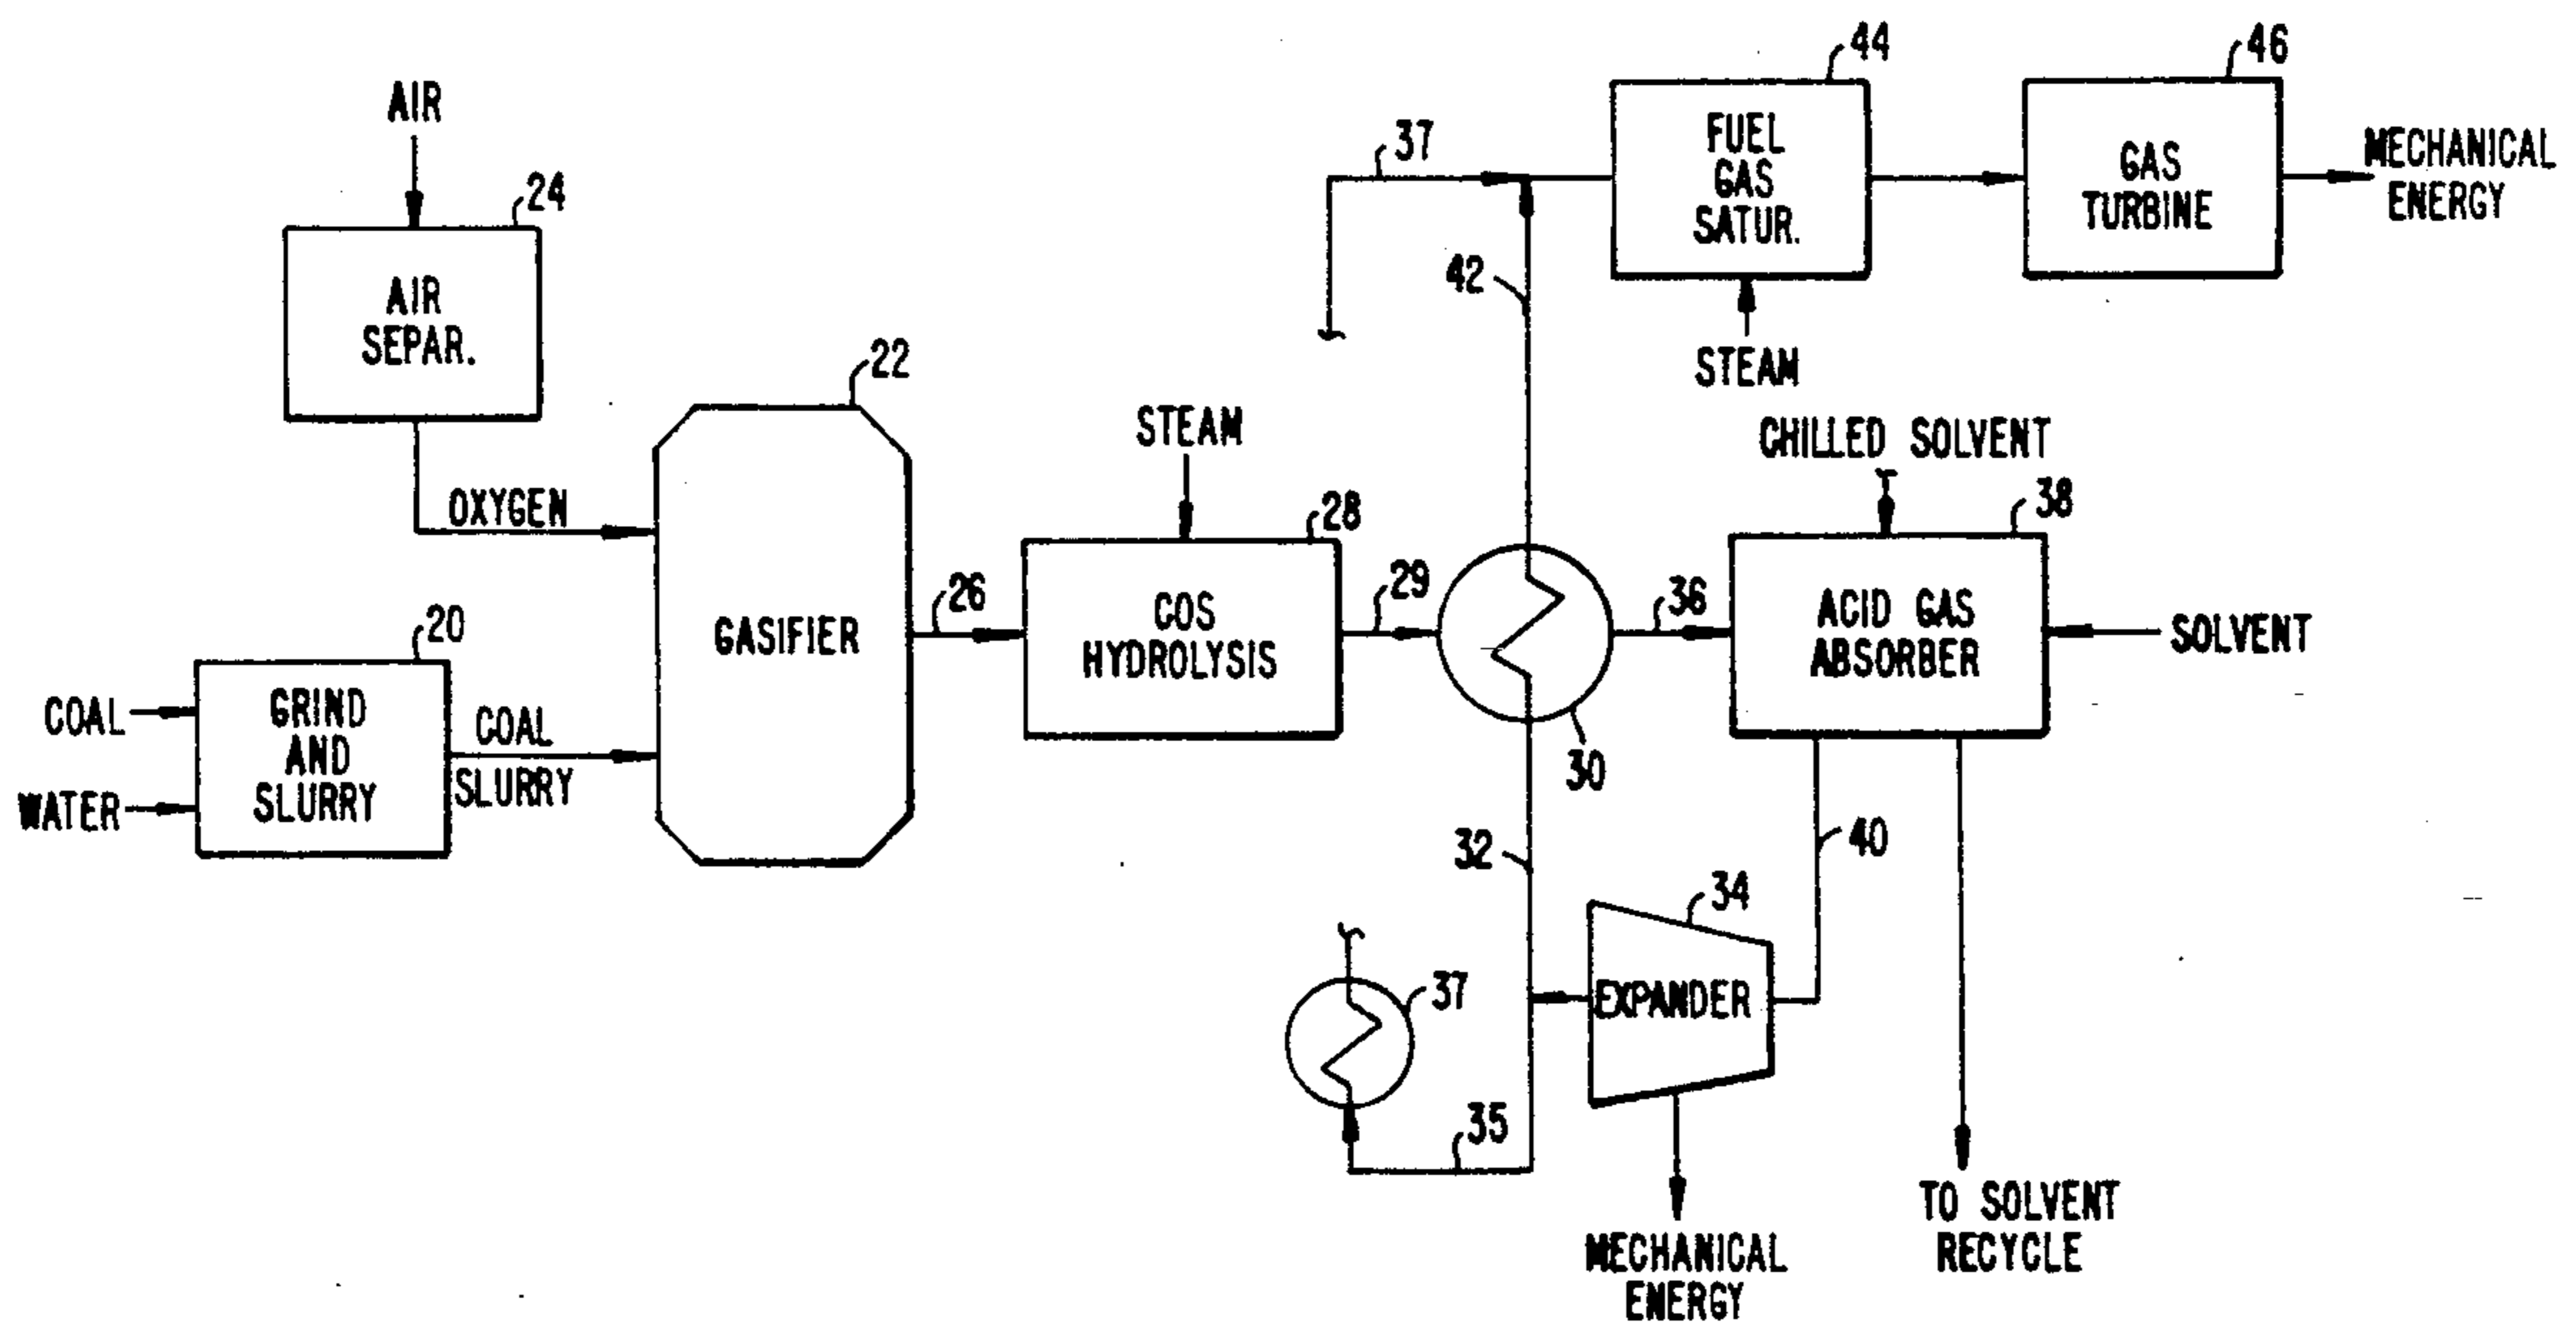 AIR
24
AIR
SEPAR.
OXYGEN
22
GASIFIER
20
COAL
WATER
GRIND
AND
SLURRY
COAL
SLURRY
26
STEAM
28
COS
HYDROLYSIS
29
30
36
37
42
44
FUEL
GAS
SATUR.
STEAM
46
GAS
TURBINE
MECHANICAL
ENERGY
CHILLED SOLVENT
38
ACID GAS
ABSORBER
SOLVENT
32
34
EXPANDER
40
37
35
MECHANICAL
ENERGY
TO SOLVENT
RECYCLE